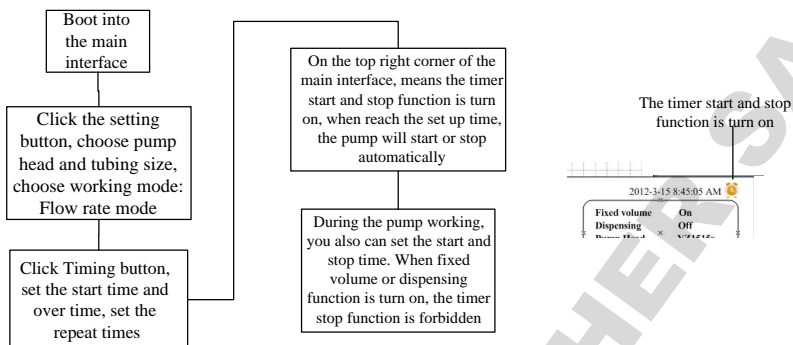 Boot into
the main
interface
Click the setting
button, choose pump
head and tubing size,
choose working mode:
Flow rate mode
Click Timing button,
set the start time and
over time, set the
repeat times
On the top right corner of the
main interface, means the timer
start and stop function is turn
on, when reach the set up time,
the pump will start or stop
automatically
During the pump working,
you also can set the start and
stop time. When fixed
volume or dispensing
function is turn on, the timer
stop function is forbidden
The timer start and stop
function is turn on
2012-3-15 8:45:05 AM
Fixed volume On
Dispensing Off